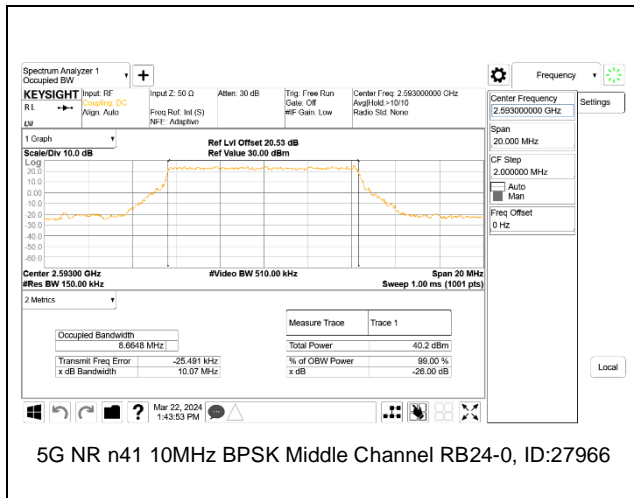 Spectrum Analyzer 1
Occupied BW
Frequency
KEYSIGHT Input: RF Input Z: 50 Ω Atten: 30 dB Trig: Free Run Center Freq: 2.593000000 GHz
RL Coupling: DC Gate: Off Avg|Hold:>10/10
Align: Auto Freq Ref: Int (S) #IF Gain: Low Radio Std: None
NFE: Adaptive
Center Frequency
2.593000000 GHz
Settings
Span
20.000 MHz
CF Step
2.000000 MHz
Auto
Man
Freq Offset
0 Hz
Local
1 Graph
Ref Lvl Offset 20.53 dB
Scale/Div 10.0 dB Ref Value 30.00 dBm
Log
20.0
10.0
0.00
-10.0
-20.0
-30.0
-40.0
-50.0
-60.0
Center 2.59300 GHz #Video BW 510.00 kHz Span 20 MHz
#Res BW 150.00 kHz Sweep 1.00 ms (1001 pts)
2 Metrics
Measure Trace Trace 1
Occupied Bandwidth
8.6648 MHz Total Power 40.2 dBm
Transmit Freq Error -25.491 kHz % of OBW Power 99.00 %
x dB Bandwidth 10.07 MHz x dB -26.00 dB
Mar 22, 2024
1:43:53 PM
5G NR n41 10MHz BPSK Middle Channel RB24-0, ID:27966